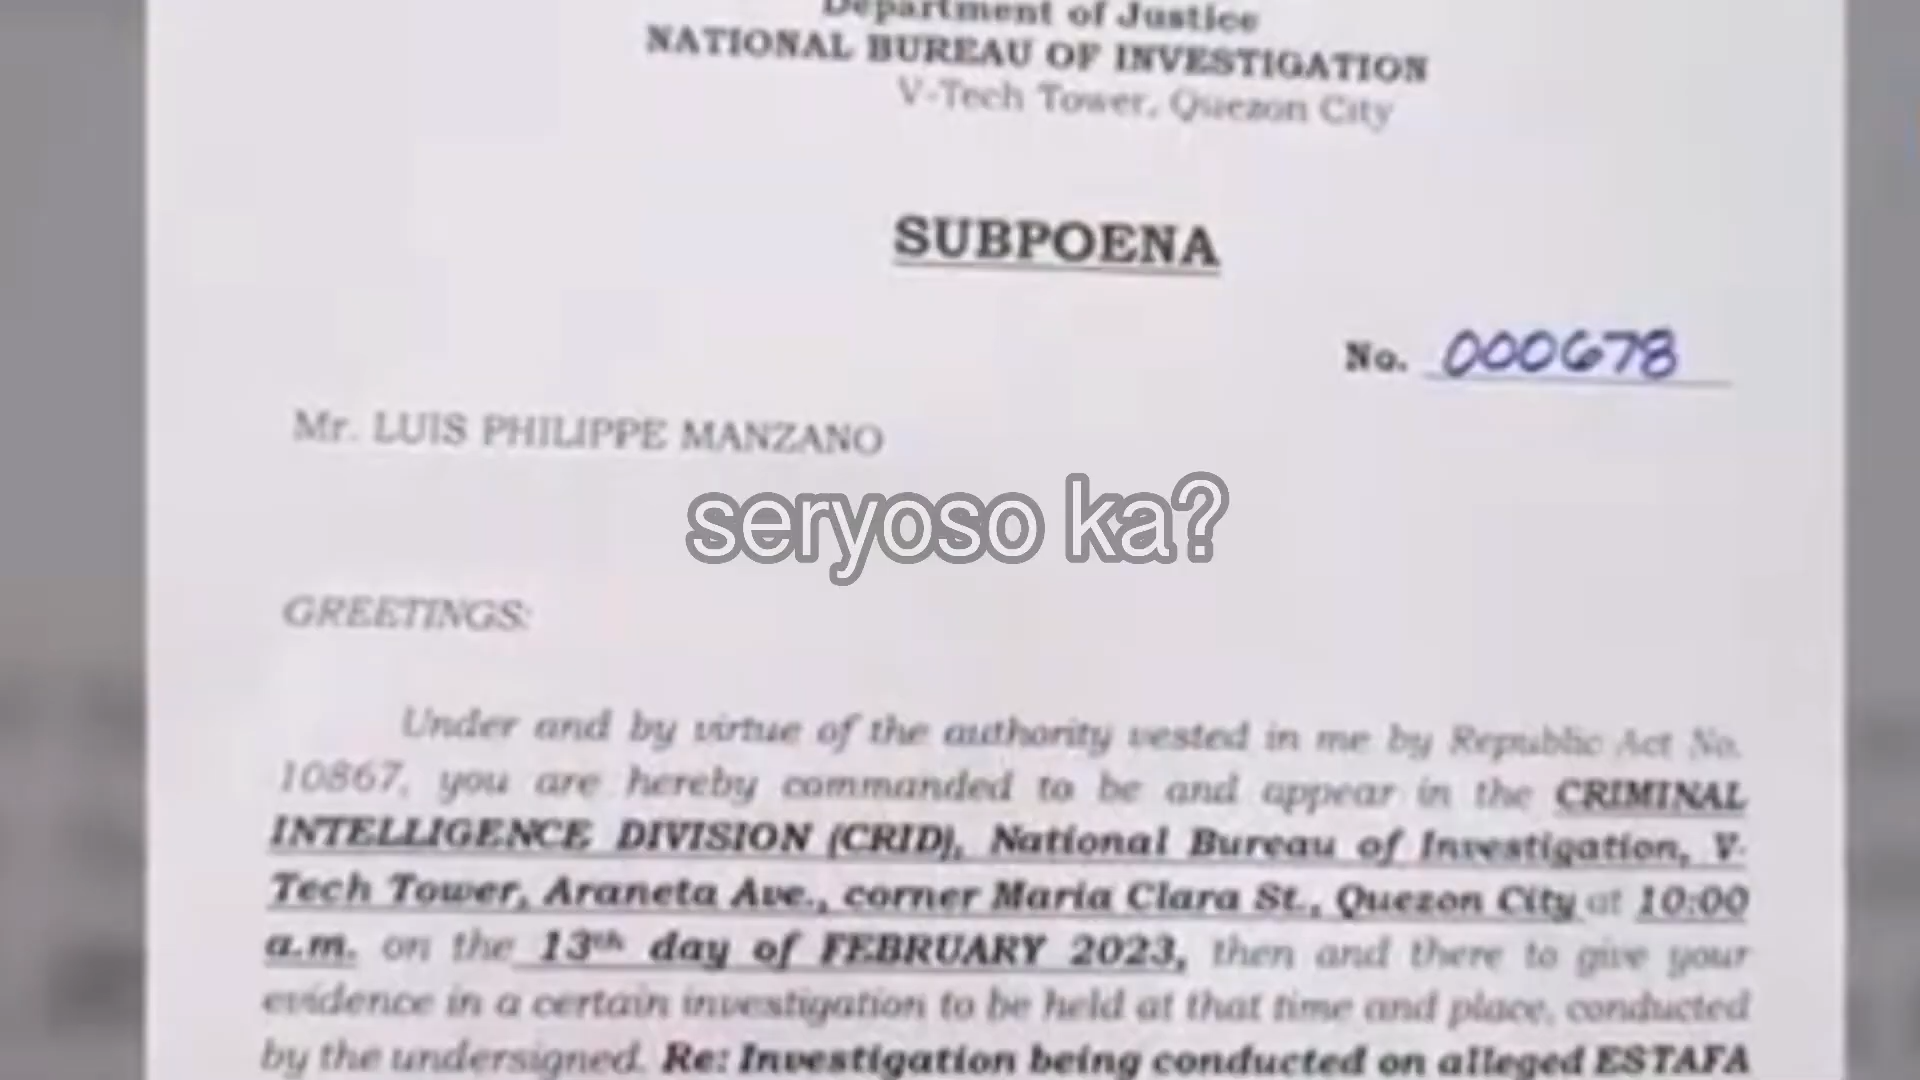 Department of Justice
NATIONAL BUREAU OF INVESTIGATION
V-Tech Tower, Quezon City
SUBPOENA
No. 000678
Mr. LUIS PHILIPPE MANZANO
seryoso ka?
GREETINGS:
Under and by virtue of the authority vested in me by Republic Act No.
10867, you are hereby commanded to be and appear in the CRIMINAL
INTELLIGENCE DIVISION (CRID), National Bureau of Investigation, V-
Tech Tower, Araneta Ave., corner Maria Clara St., Quezon City at 10:00
a.m. on the 13th day of FEBRUARY 2023, then and there to give your
evidence in a certain investigation to be held at that time and place, conducted
by the undersigned. Re: Investigation being conducted on alleged ESTAFA